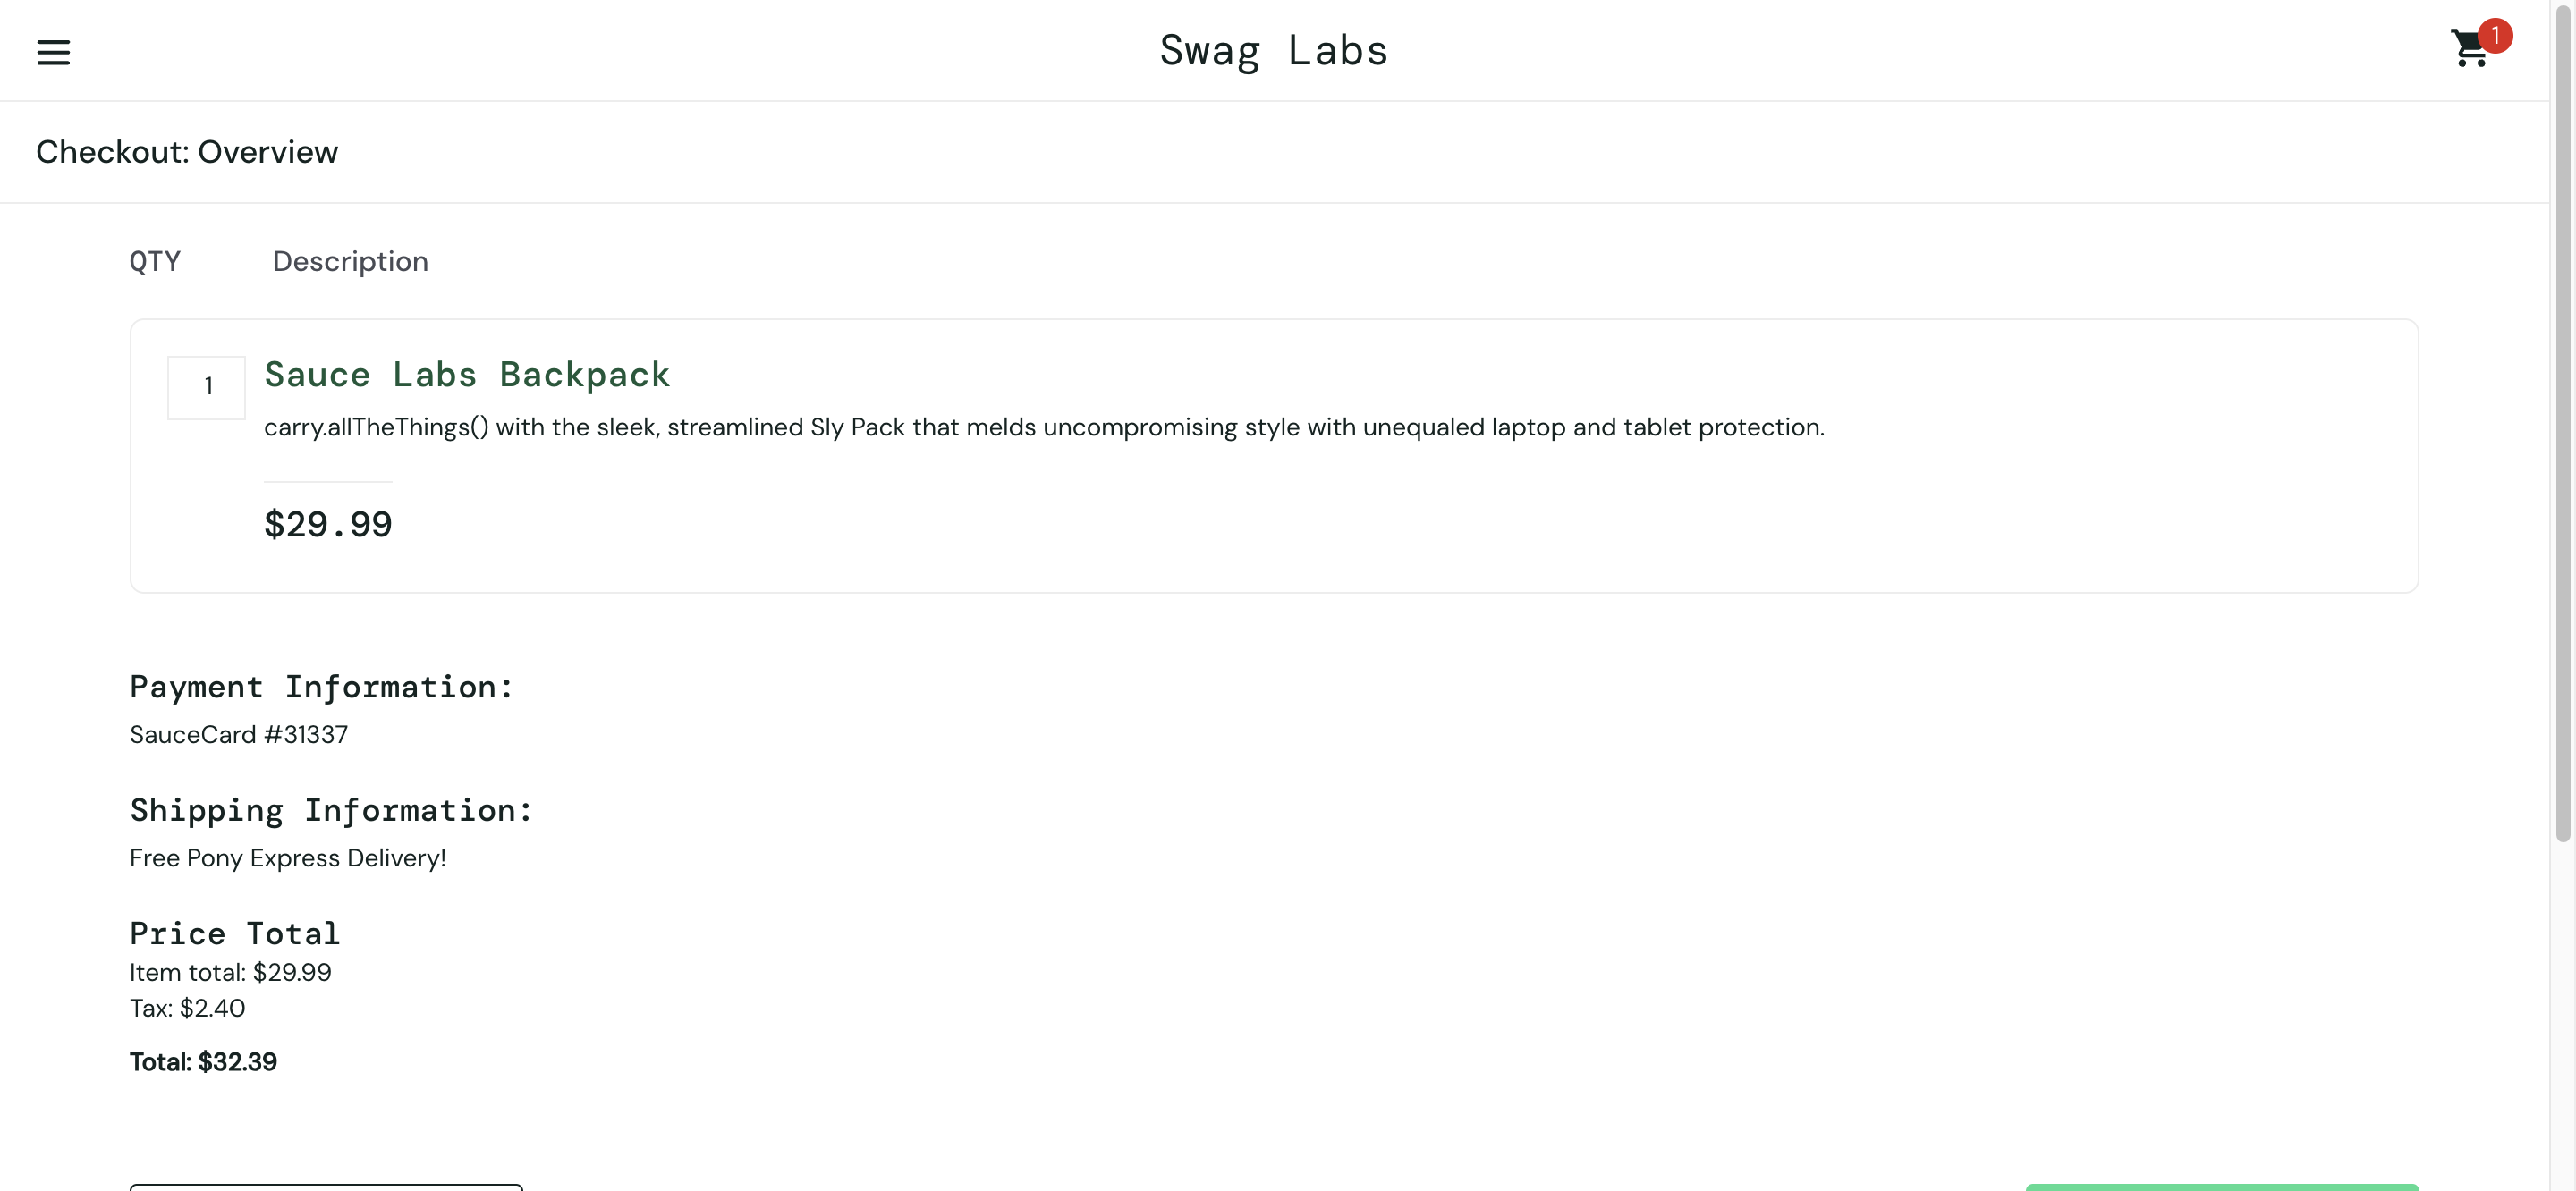 Swag Labs
1
Checkout: Overview
QTY Description
1
Sauce Labs Backpack
carry.allTheThings() with the sleek, streamlined Sly Pack that melds uncompromising style with unequaled laptop and tablet protection.
$29.99
Payment Information:
SauceCard #31337
Shipping Information:
Free Pony Express Delivery!
Price Total
Item total: $29.99
Tax: $2.40
Total: $32.39